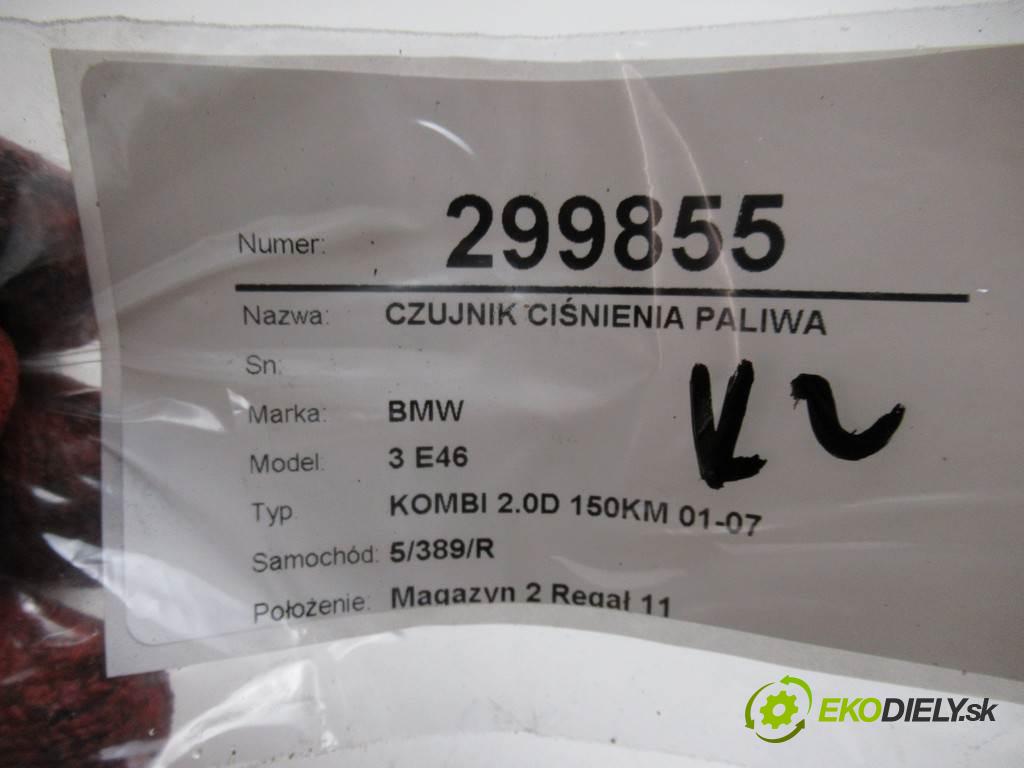 Numer: 299855
Nazwa: CZUJNIK CIŚNIENIA PALIWA
Sn:
Marka: BMW
Model: 3 E46
Typ KOMBI 2.0D 150KM 01-07
Samochód: 5/389/R
Położenie: Magazyn 2 Regał 11
EKODIELY.sk